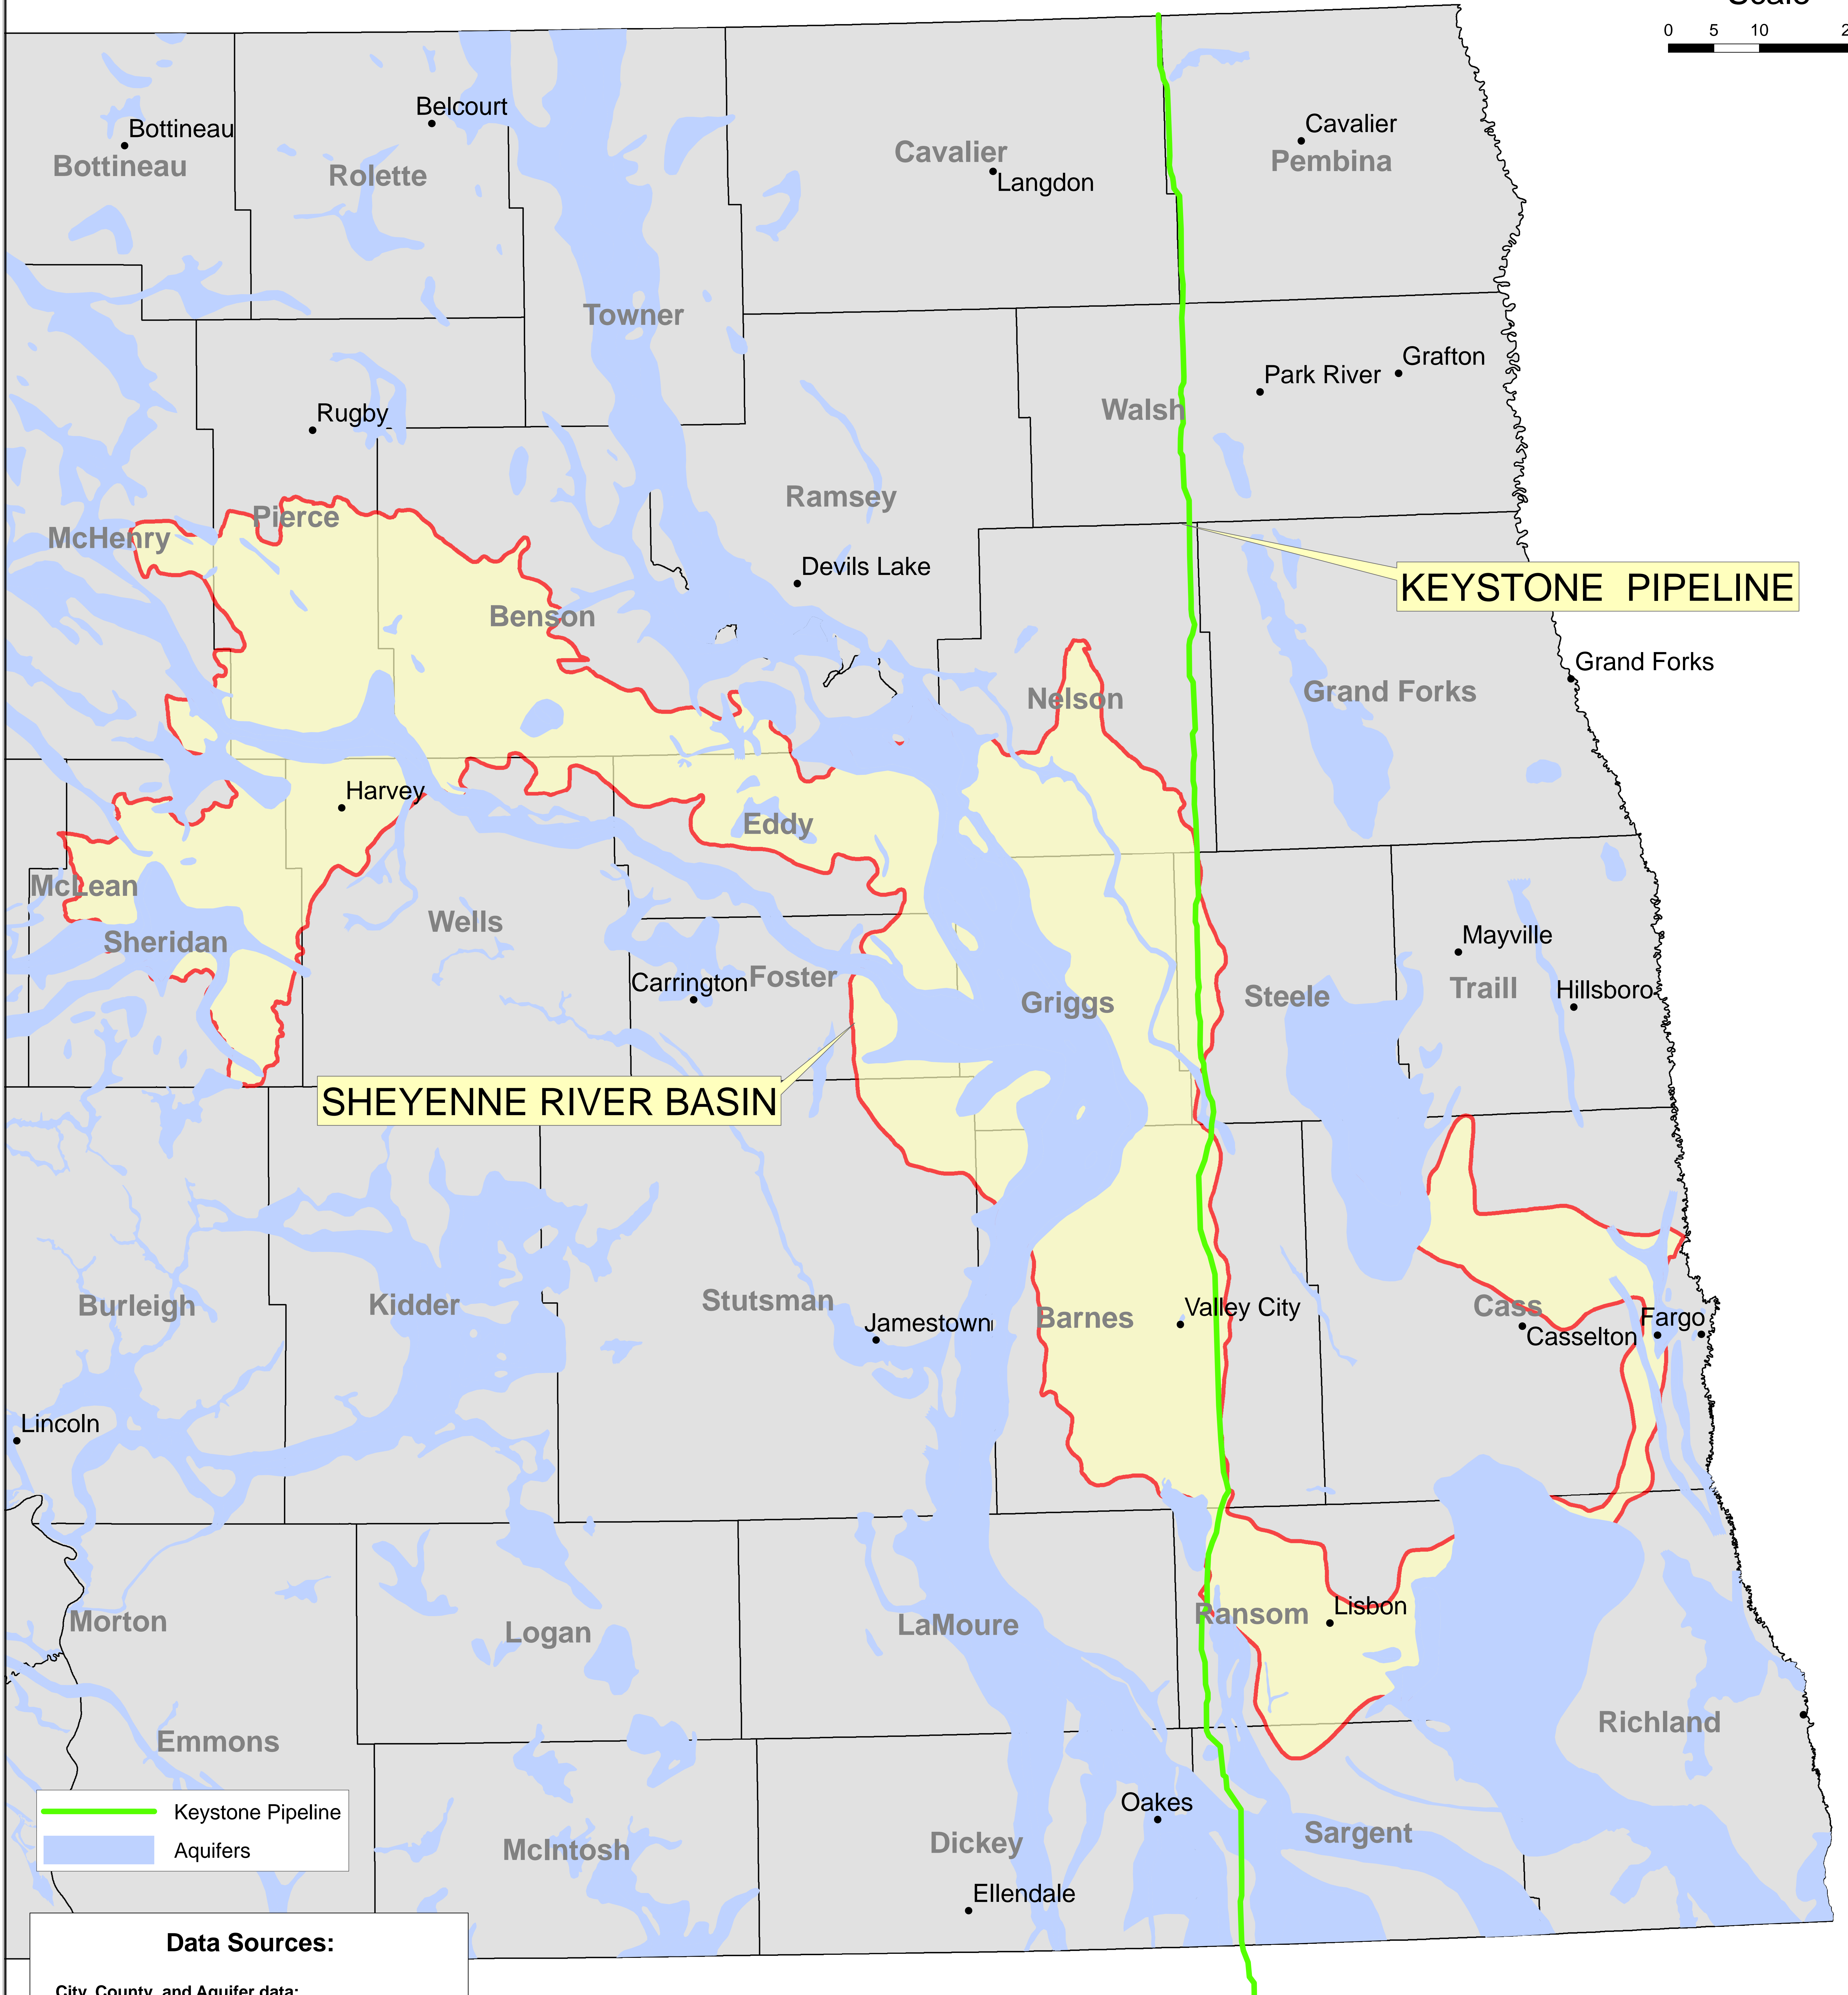 Scale
0 5 10
Bottineau
Bottineau
Belcourt
Rolette
Cavalier
Langdon
Cavalier
Pembina
Towner
Rugby
Park River
Grafton
Walsh
Ramsey
McHenry
Pierce
Devils Lake
Benson
KEYSTONE PIPELINE
Grand Forks
Nelson
Grand Forks
Harvey
Eddy
McLean
Sheridan
Wells
Mayville
Carrington
Foster
Griggs
Steele
Traill
Hillsboro
SHEYENNE RIVER BASIN
Burleigh
Kidder
Stutsman
Jamestown
Barnes
Valley City
Cass
Casselton
Fargo
Lincoln
Morton
Logan
LaMoure
Ransom
Lisbon
Emmons
Richland
Keystone Pipeline
Aquifers
McIntosh
Dickey
Oakes
Sargent
Ellendale
Data Sources:
City, County, and Aquifer data: